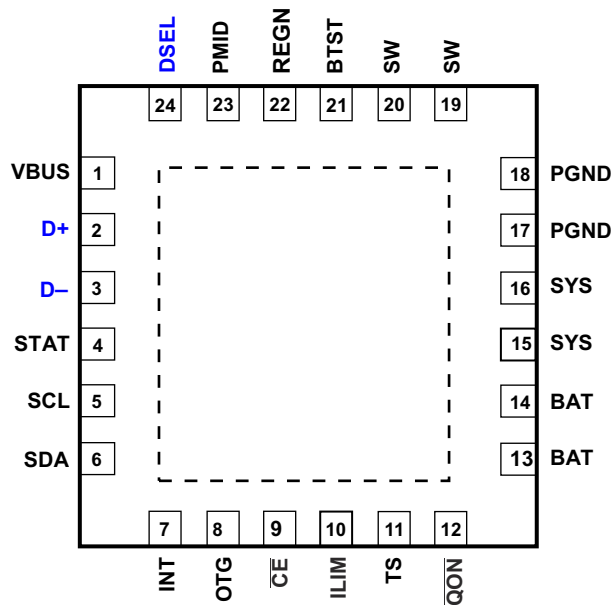 DSEL PMID REGN BTST SW SW
24 23 22 21 20 19
VBUS 1 18 PGND
D+ 2 17 PGND
D– 3 16 SYS
STAT 4 15 SYS
SCL 5 14 BAT
SDA 6 13 BAT
7 8 9 10 11 12
INT OTG C̅E̅ ILIM TS Q̅O̅N̅